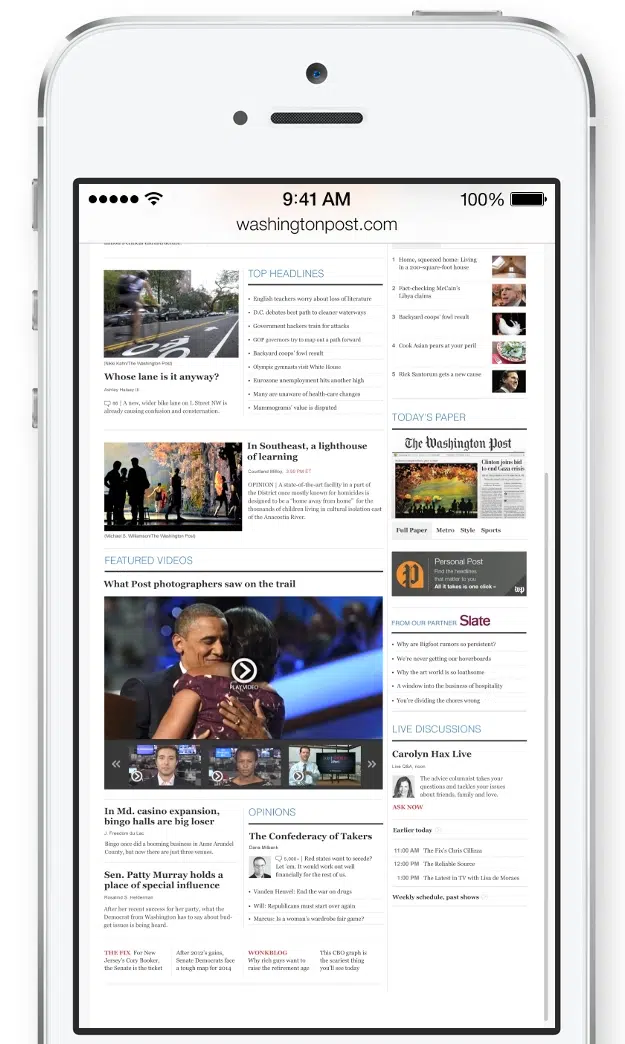 9:41 AM
100%
washingtonpost.com
(Nikki Kahn/The Washington Post)
Whose lane is it anyway?
Ashley Halsey III
96 | A new, wider bike lane on L Street NW is
already causing confusion and consternation.
TOP HEADLINES
• English teachers worry about loss of literature
• D.C. debates best path to cleaner waterways
• Government hackers train for attacks
• GOP governors try to map out a path forward
• Backyard coops' fowl result
• Olympic gymnasts visit White House
• Eurozone unemployment hits another high
• Many are unaware of health-care changes
• Mammograms' value is disputed
(Michael S. Williamson/The Washington Post)
In Southeast, a lighthouse
of learning
Courtland Milloy, 3:00 PM ET
OPINION | A state-of-the-art facility in a part of
the District once mostly known for homicides is
designed to be a "home away from home" for the
thousands of children living in cultural isolation east
of the Anacostia River.
FEATURED VIDEOS
What Post photographers saw on the trail
PLAY VIDEO
In Md. casino expansion,
bingo halls are big loser
J. Freedom du Lac
Bingo once did a booming business in Anne Arundel
County, but now there are just three venues.
Sen. Patty Murray holds a
place of special influence
Rosalind S. Helderman
After her recent success for her party, what the
Democrat from Washington has to say about bud-
get issues is being heard.
OPINIONS
The Confederacy of Takers
Dana Milbank
5,000+ | Red states want to secede?
Let 'em. It would work out well
financially for the rest of us.
• Vanden Heuvel: End the war on drugs
• Will: Republicans must start over again
• Marcus: Is a woman's wardrobe fair game?
THE FIX For New
Jersey's Cory Booker,
the Senate is the ticket
After 2012's gains,
Senate Democrats face
a tough map for 2014
WONKBLOG
Why rich guys want to
raise the retirement age
This CBO graph is
the scariest thing
you'll see today
1 Home, squeezed home: Living
in a 200-square-foot house
2 Fact-checking McCain's
Libya claims
3 Backyard coops' fowl result
4 Cook Asian pears at your peril
5 Rick Santorum gets a new cause
TODAY'S PAPER
The Washington Post
Clinton joins bid
to end Gaza crisis
Full Paper Metro Style Sports
Personal Post
Post the headlines
that matter to you
All it takes is one click »
wp
FROM OUR PARTNER Slate
• Why are Bigfoot rumors so persistent?
• We're never getting our hoverboards
• Why the art world is so loathsome
• A window into the business of hospitality
• You're dividing the chores wrong
LIVE DISCUSSIONS
Carolyn Hax Live
Live Q&A, noon
The advice columnist takes your
questions and tackles your issues
about friends, family and love.
ASK NOW
Earlier today
11:00 AM The Fix's Chris Cillizza
12:00 PM The Reliable Source
1:00 PM The Latest in TV with Lisa de Moraes
Weekly schedule, past shows